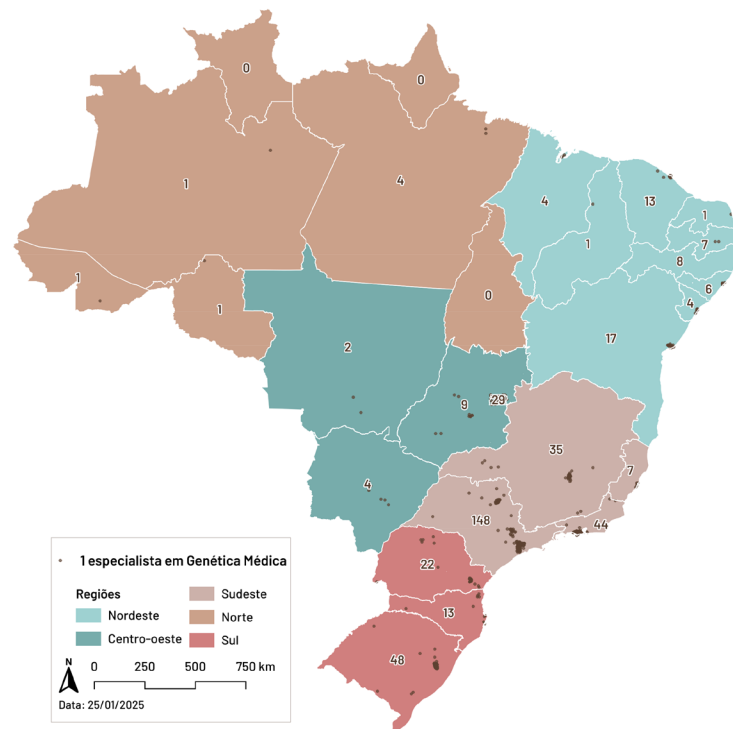 0
0
1
4
4
13
1
1
7
8
1
6
4
1
0
17
2
9
29
35
7
4
148
44
22
13
48
1 especialista em Genética Médica
Regiões
Nordeste
Centro-oeste
Sudeste
Norte
Sul
N
0 250 500 750 km
Data: 25/01/2025